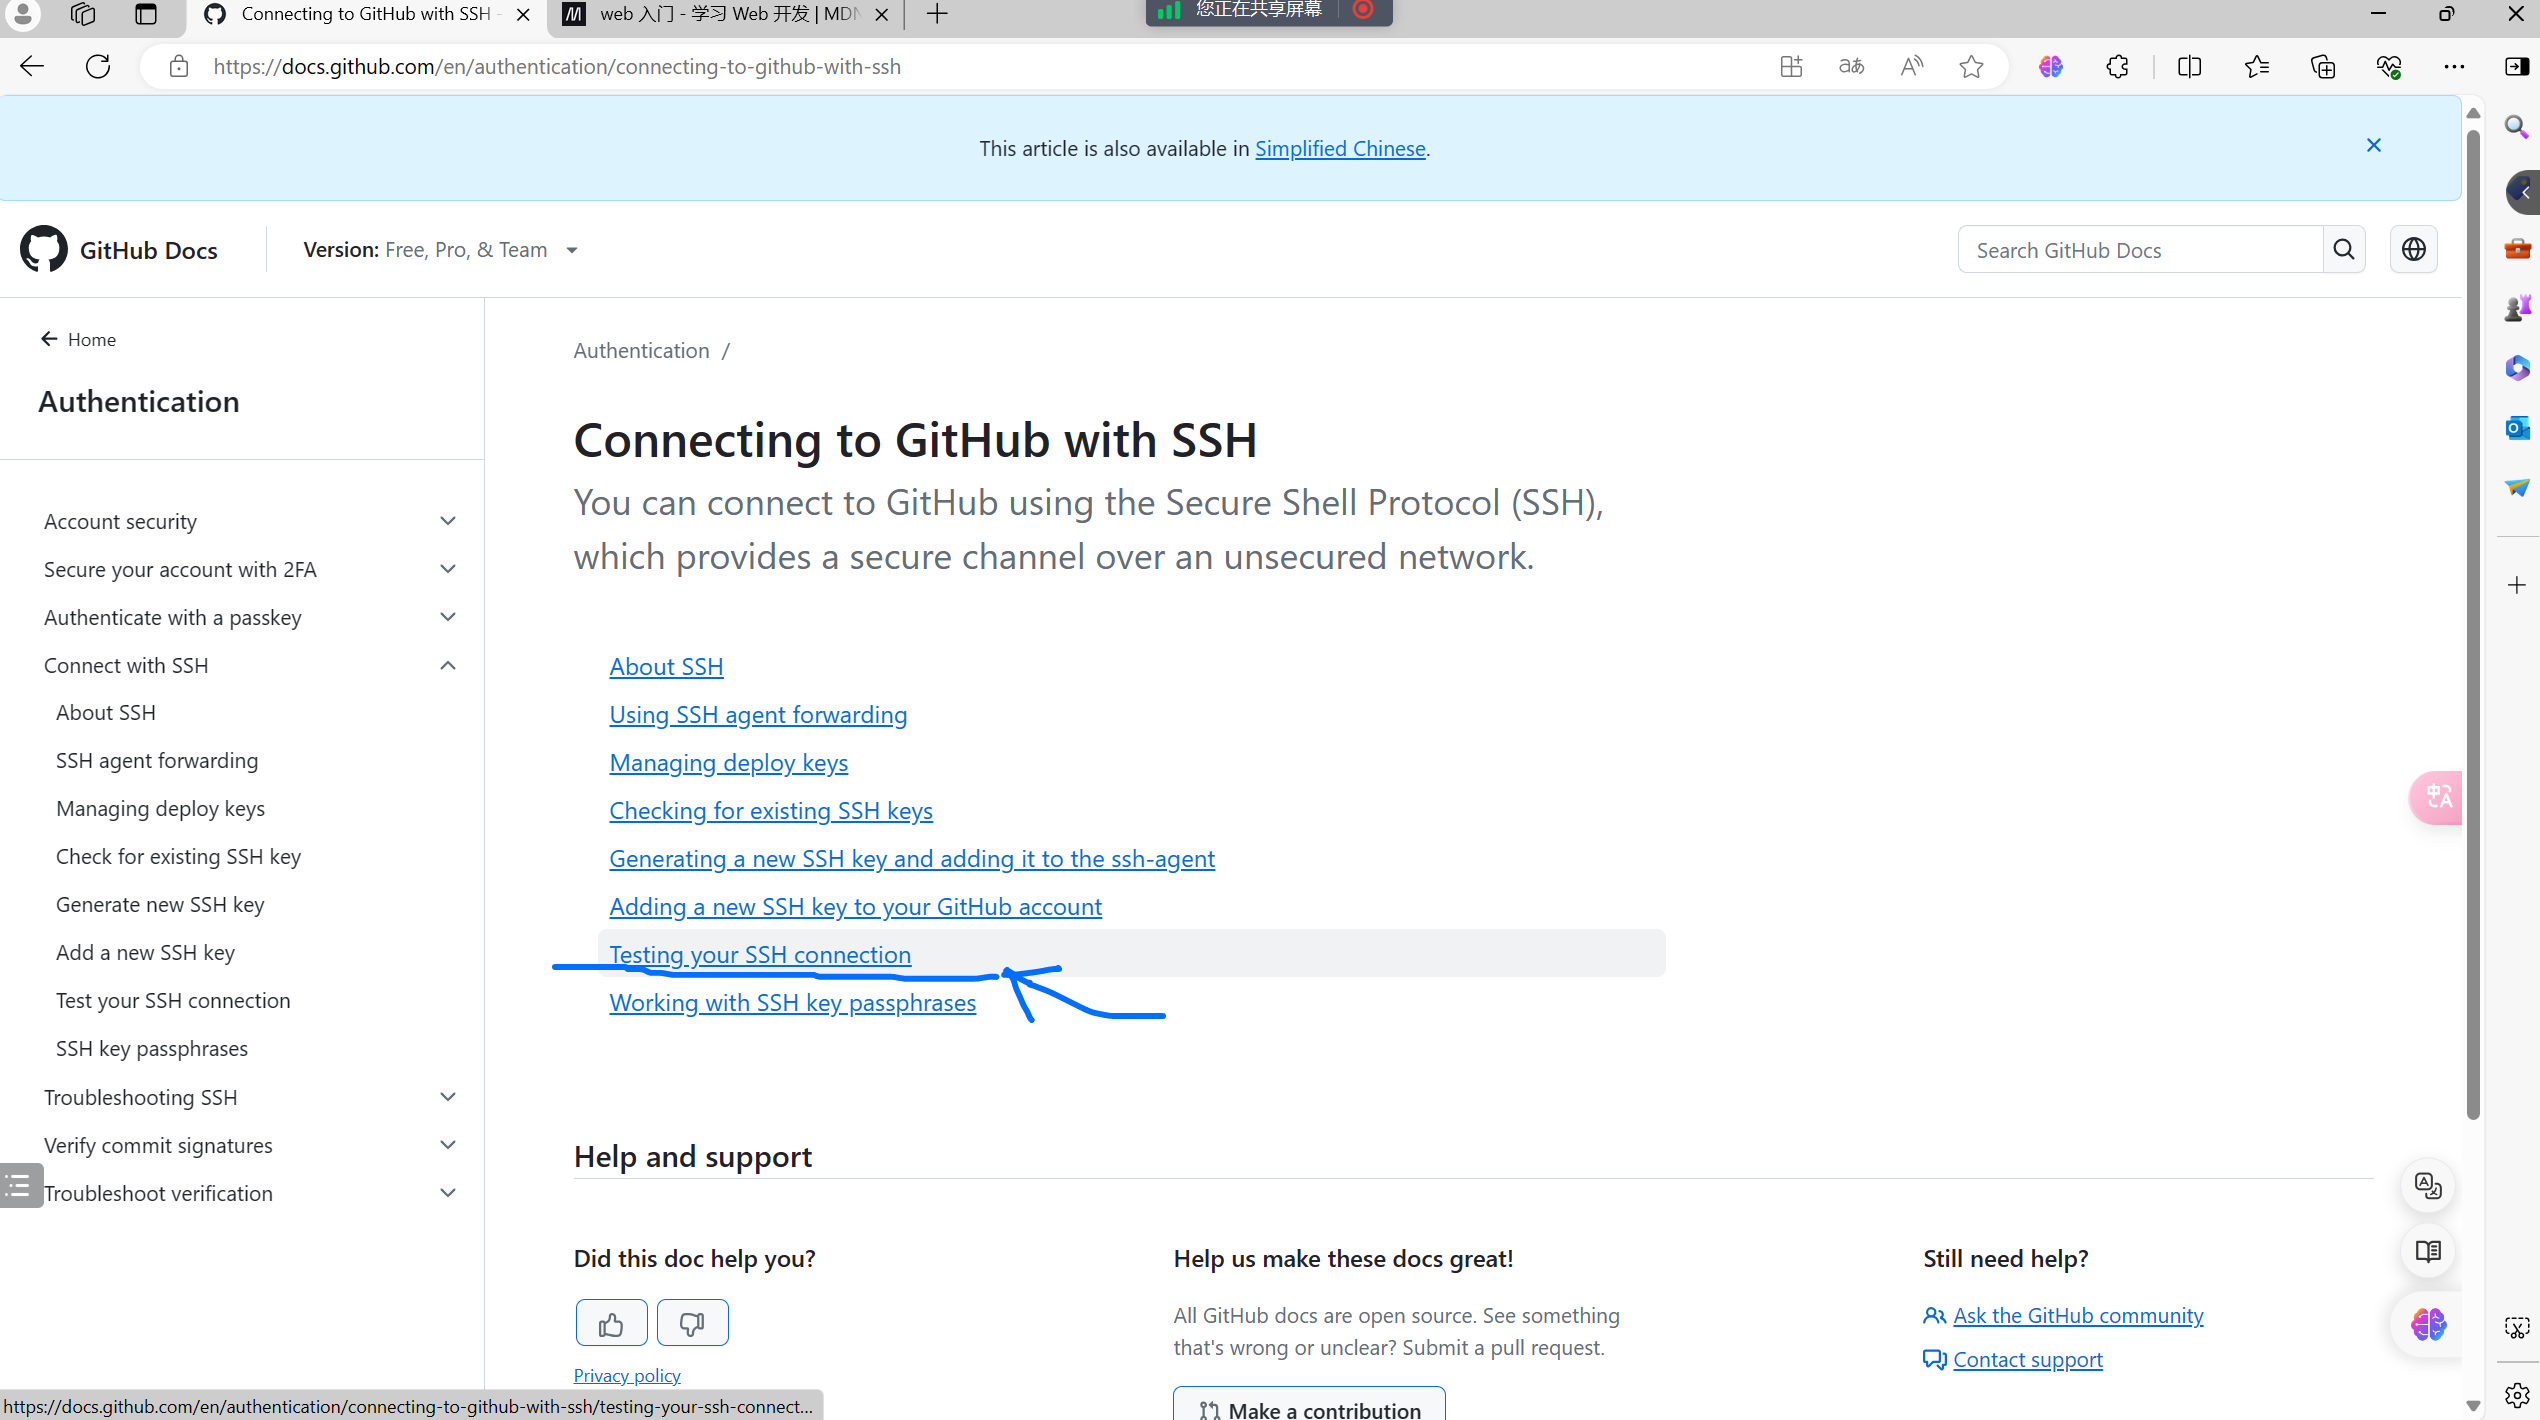 Connecting to GitHub with SSH -
web 入门 - 学习 Web 开发 | MDN
您正在共享屏幕
https://docs.github.com/en/authentication/connecting-to-github-with-ssh
This article is also available in Simplified Chinese.
GitHub Docs
Version: Free, Pro, & Team
Search GitHub Docs
Home
Authentication
Account security
Secure your account with 2FA
Authenticate with a passkey
Connect with SSH
About SSH
SSH agent forwarding
Managing deploy keys
Check for existing SSH key
Generate new SSH key
Add a new SSH key
Test your SSH connection
SSH key passphrases
Troubleshooting SSH
Verify commit signatures
Troubleshoot verification
Authentication /
Connecting to GitHub with SSH
You can connect to GitHub using the Secure Shell Protocol (SSH),
which provides a secure channel over an unsecured network.
About SSH
Using SSH agent forwarding
Managing deploy keys
Checking for existing SSH keys
Generating a new SSH key and adding it to the ssh-agent
Adding a new SSH key to your GitHub account
Testing your SSH connection
Working with SSH key passphrases
Help and support
Did this doc help you?
Privacy policy
Help us make these docs great!
All GitHub docs are open source. See something
that's wrong or unclear? Submit a pull request.
Make a contribution
Still need help?
Ask the GitHub community
Contact support
https://docs.github.com/en/authentication/connecting-to-github-with-ssh/testing-your-ssh-connect...